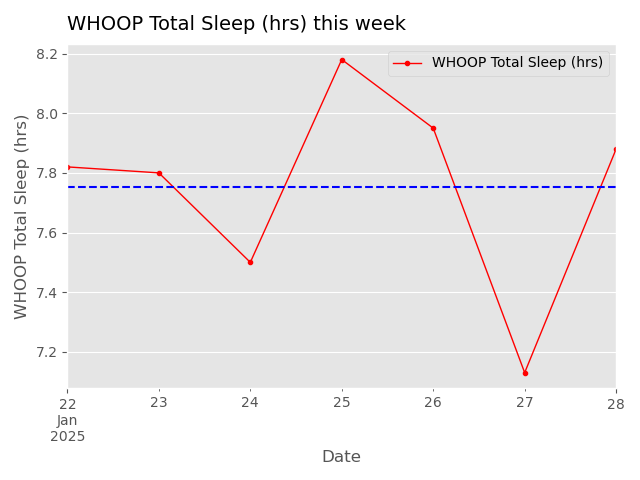 WHOOP Total Sleep (hrs) this week
WHOOP Total Sleep (hrs)
WHOOP Total Sleep (hrs)
8.2
8.0
7.8
7.6
7.4
7.2
22 23 24 25 26 27 28
Jan
2025
Date